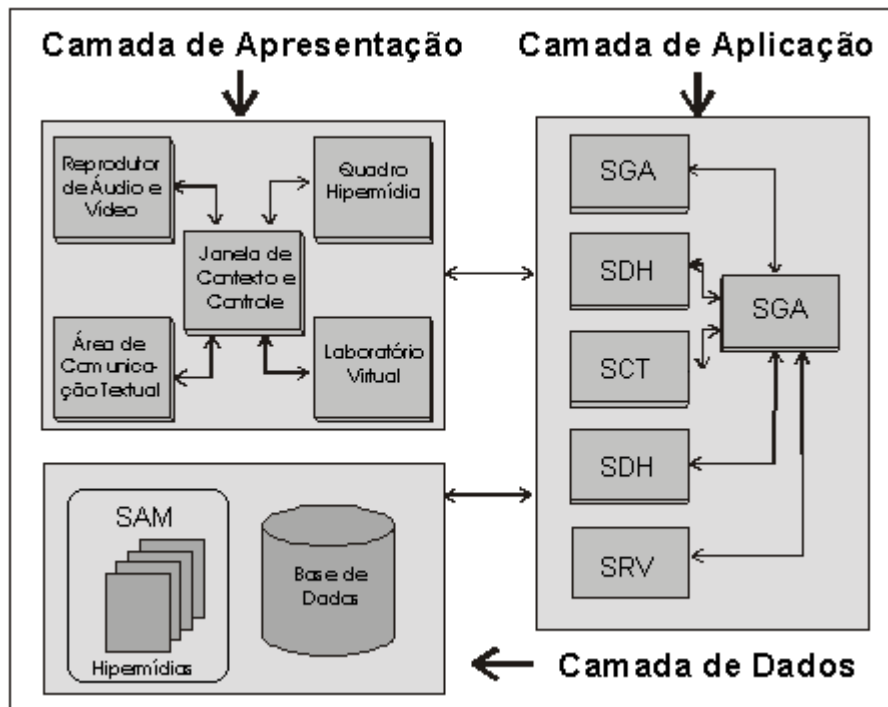 Camada de Apresentação
Camada de Aplicação
Reprodutor
de Áudio e
Vídeo
Quadro
Hipermídia
Janela de
Contexto e
Controle
Área de
Comunica-
ção Textual
Laboratório
Virtual
SGA
SDH
SGA
SCT
SDH
SRV
SAM
Hipermídias
Base de
Dados
Camada de Dados